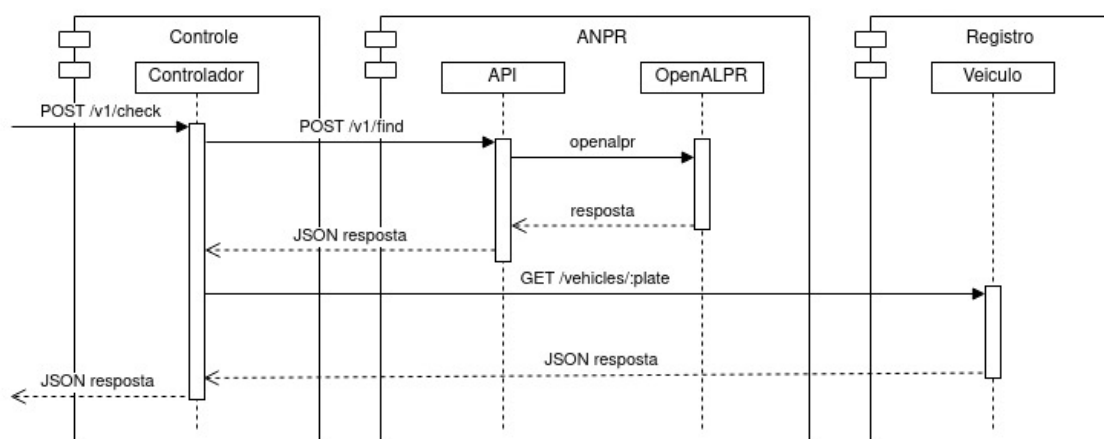 Controle
ANPR
Registro
Controlador
API
OpenALPR
Veiculo
POST /v1/check
POST /v1/find
openalpr
resposta
JSON resposta
GET /vehicles/:plate
JSON resposta
JSON resposta